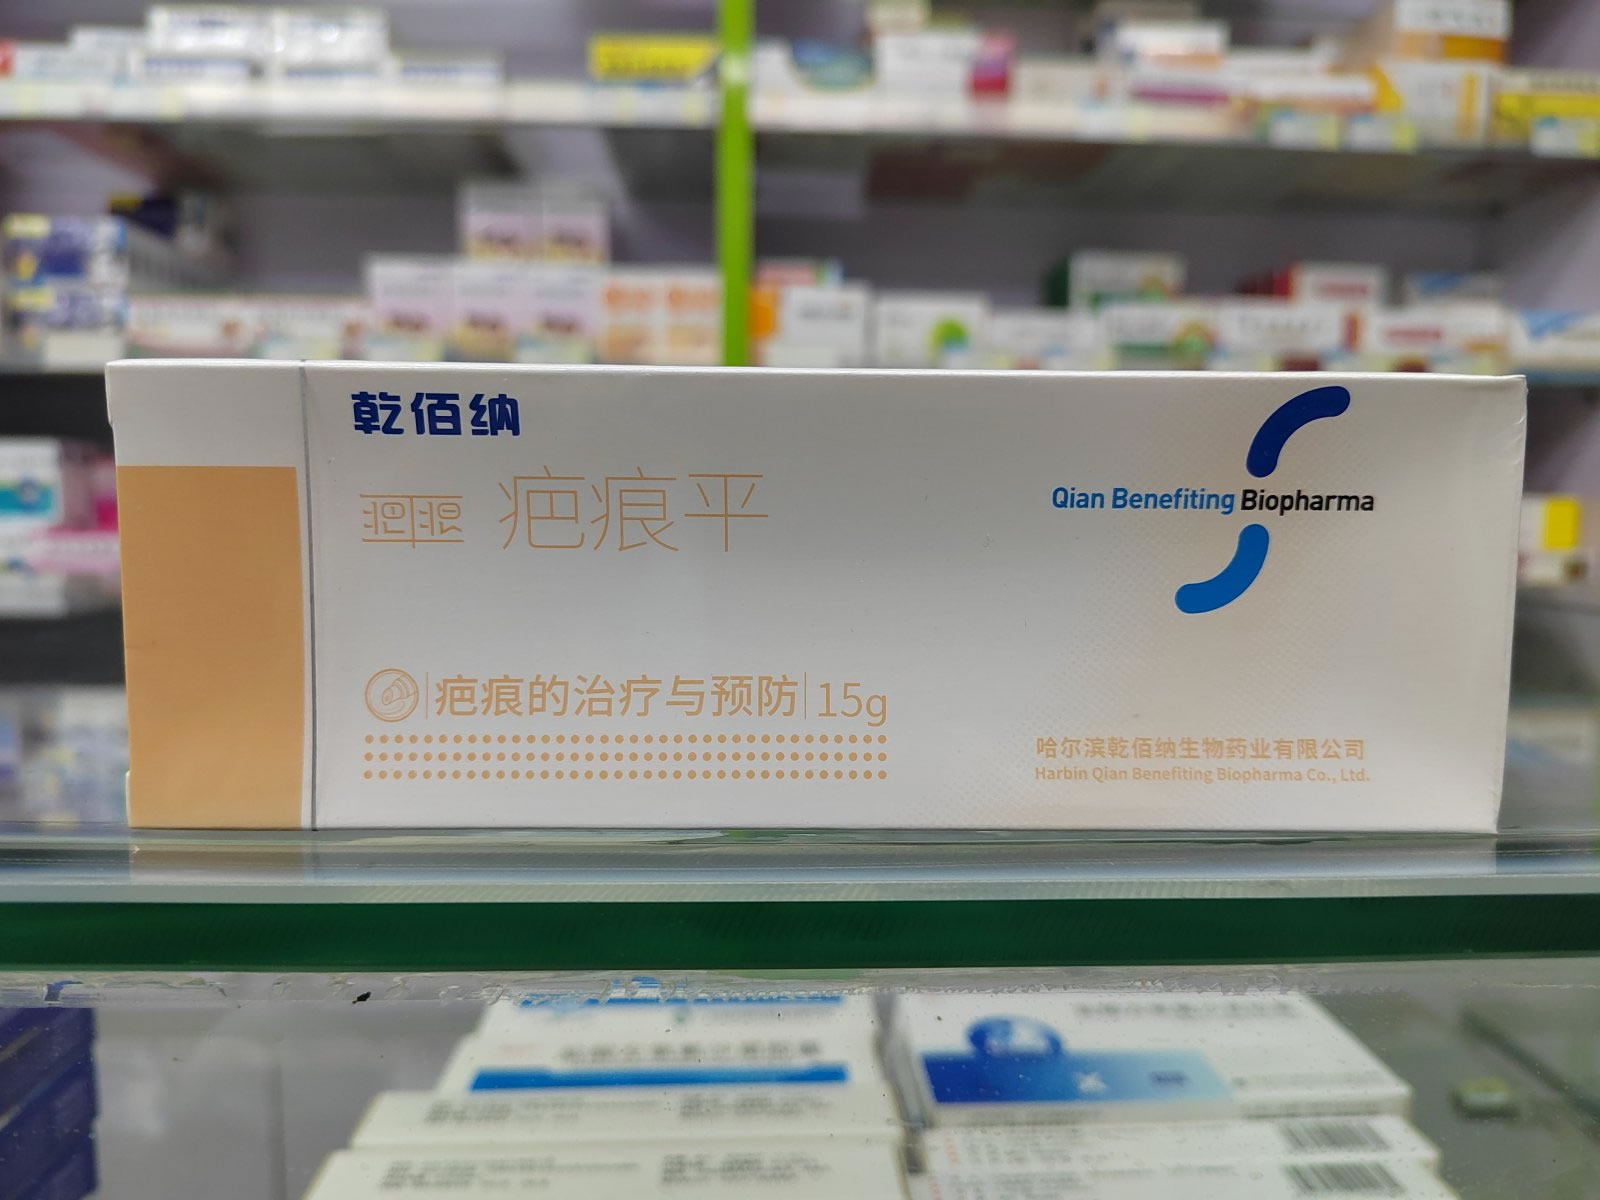 乾佰纳
疤痕平
Qian Benefiting Biopharma
疤痕的治疗与预防 15g
哈尔滨乾佰纳生物药业有限公司
Harbin Qian Benefiting Biopharma Co., Ltd.